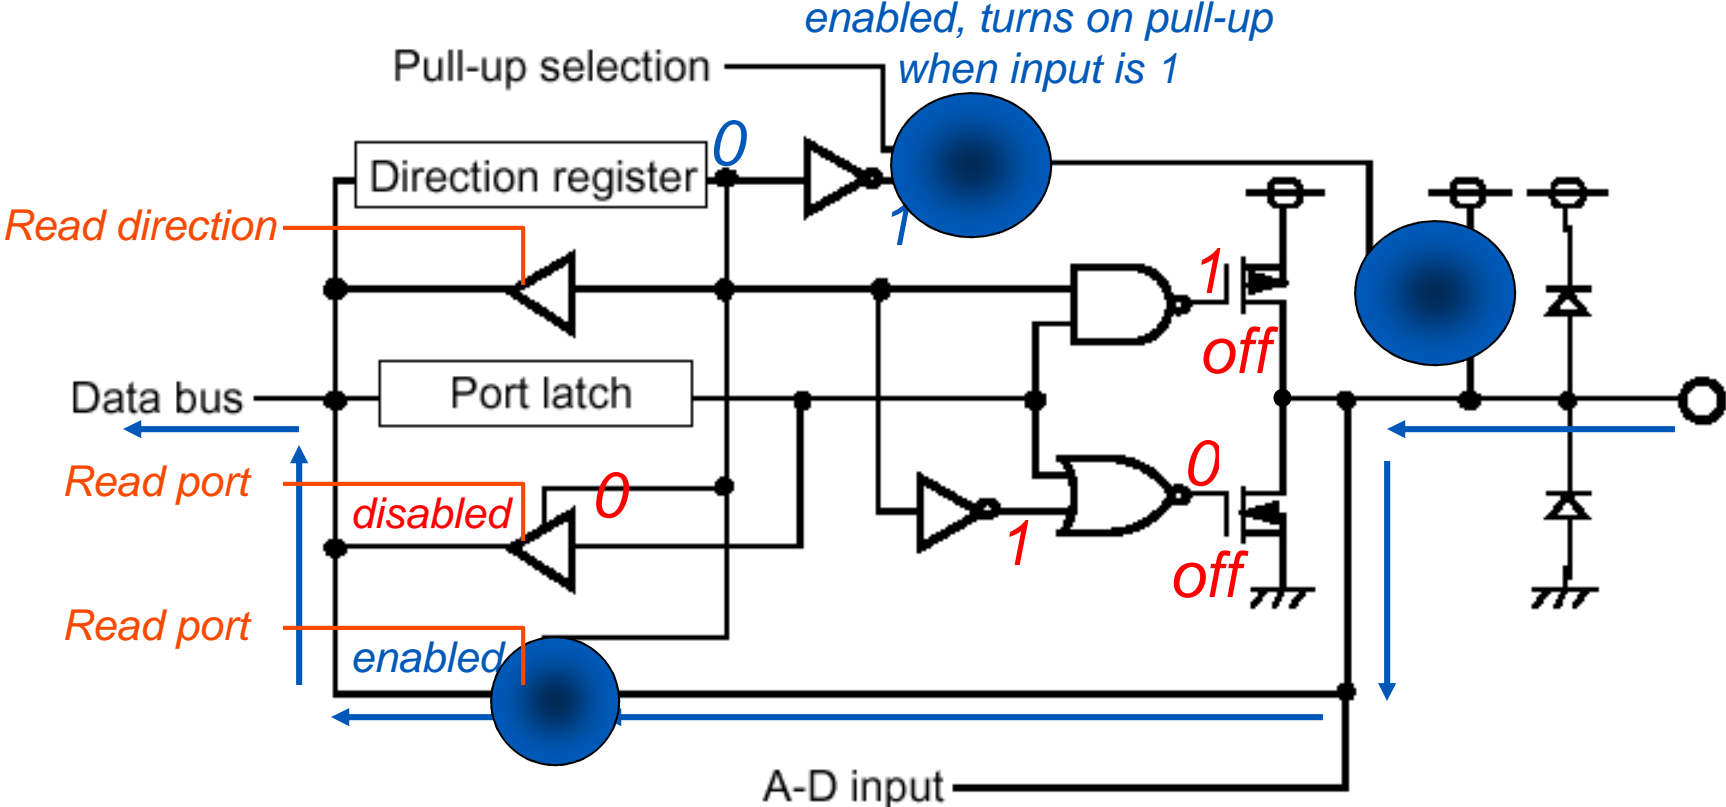 enabled, turns on pull-up
when input is 1
Pull-up selection
0
Direction register
1
Read direction
1
off
Port latch
Data bus
Read port
disabled
0
0
1
off
Read port
enabled
A-D input